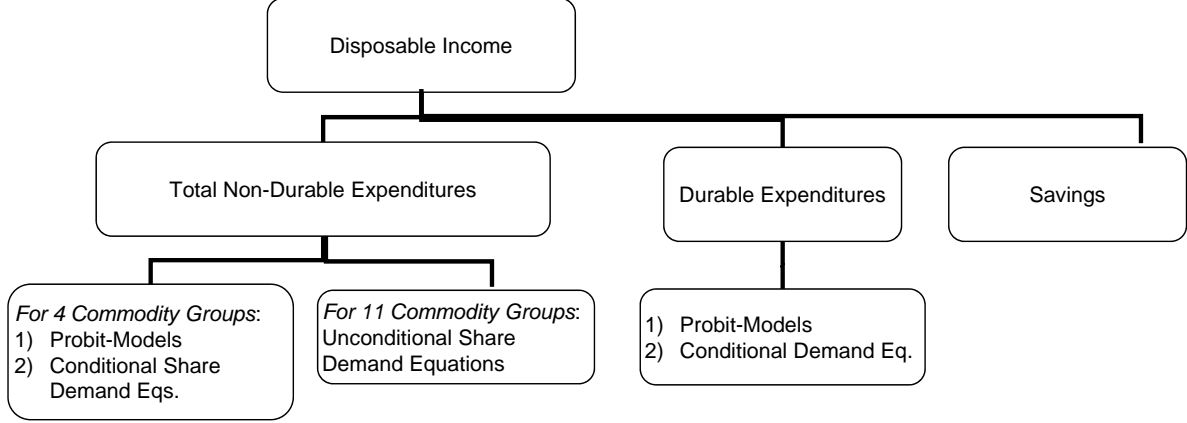 Disposable Income
Total Non-Durable Expenditures
Durable Expenditures
Savings
For 4 Commodity Groups:
1) Probit-Models
2) Conditional Share
Demand Eqs.
For 11 Commodity Groups:
Unconditional Share
Demand Equations
1) Probit-Models
2) Conditional Demand Eq.